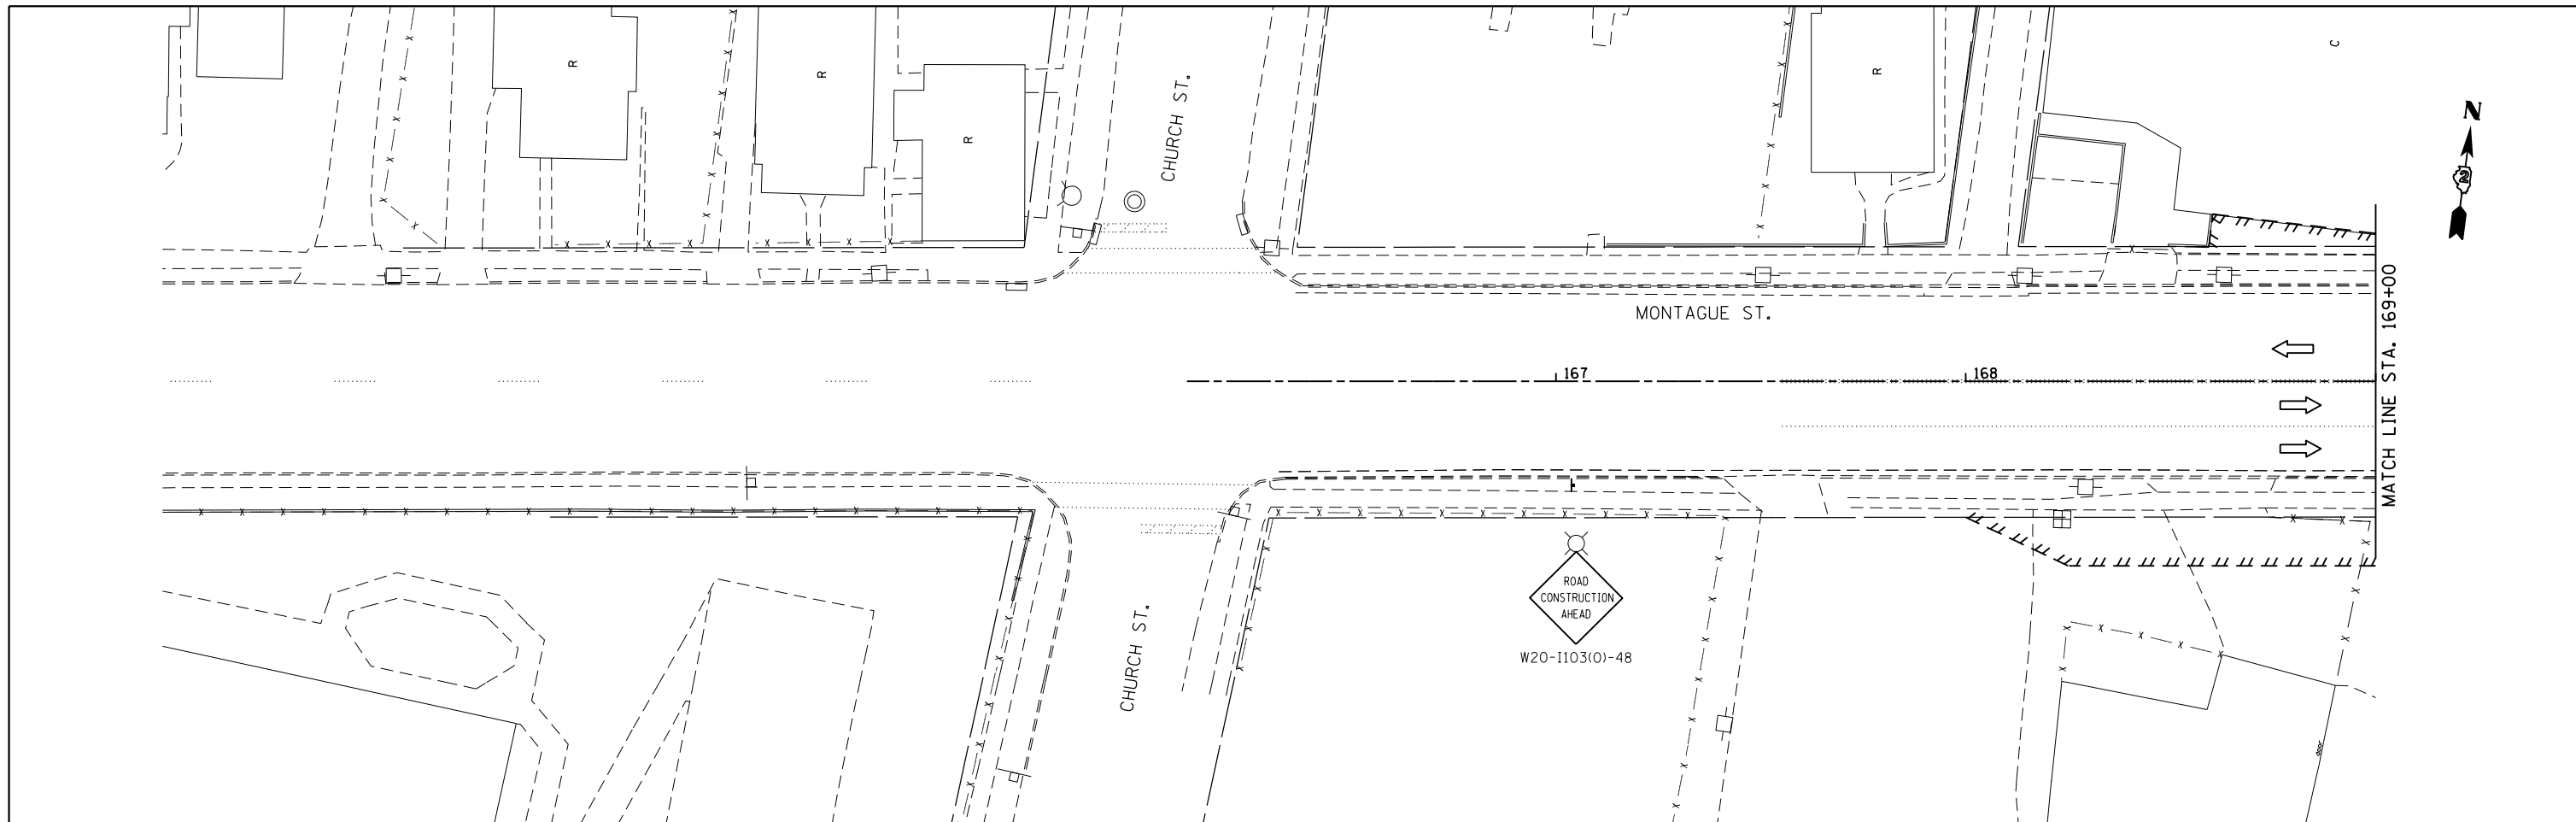 R
R
R
CHURCH ST.
R
C
N
2
MONTAGUE ST.
167
168
MATCH LINE STA. 169+00
ROAD
CONSTRUCTION
AHEAD
W20-I103(O)-48
CHURCH ST.